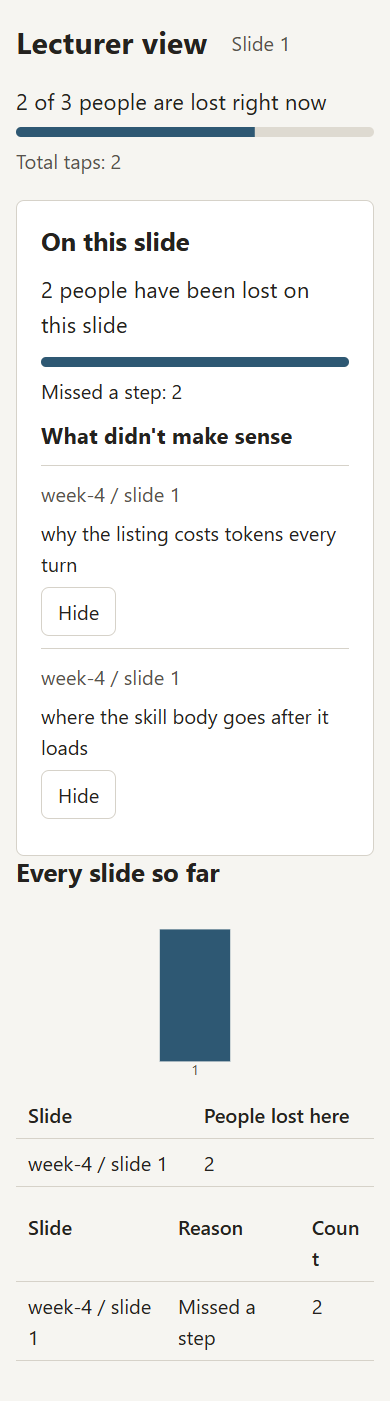 Lecturer view Slide 1
2 of 3 people are lost right now
Total taps: 2
On this slide
2 people have been lost on
this slide
Missed a step: 2
What didn't make sense
week-4 / slide 1
why the listing costs tokens every
turn
Hide
week-4 / slide 1
where the skill body goes after it
loads
Hide
Every slide so far
1
Slide People lost here
week-4 / slide 1 2
Slide Reason Coun
t
week-4 / slide Missed a 2
1 step